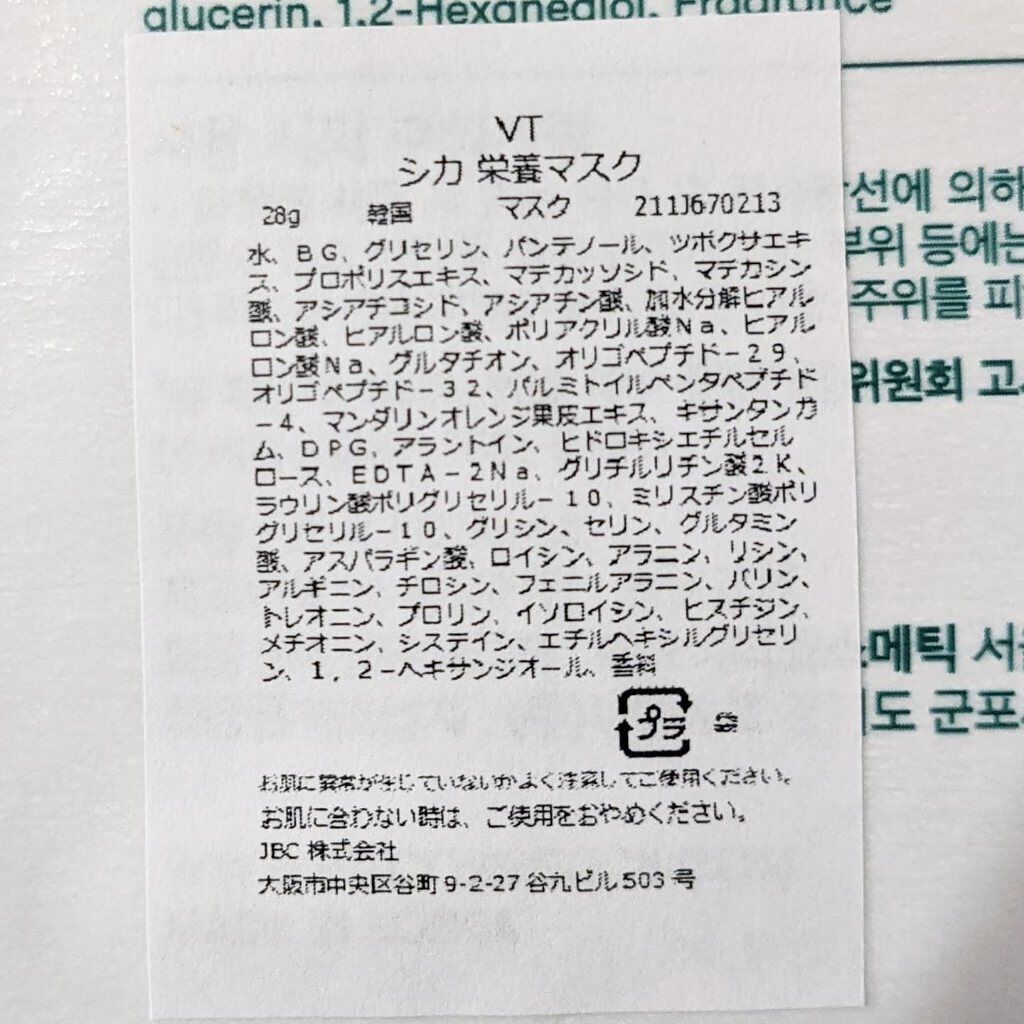 glucerin, 1,2-Hexanediol, Fragrance
VT
シカ 栄養マスク
28g 韓国 マスク 211J670213
水、ＢＧ、グリセリン、パンテノール、ツボクサエキ
ス、プロポリスエキス、マデカッソシド、マデカシン
酸、アシアチコシド、アシアチン酸、加水分解ヒアル
ロン酸、ヒアルロン酸、ポリアクリル酸Ｎａ、ヒアル
ロン酸Ｎａ、グルタチオン、オリゴペプチド－２９、
オリゴペプチド－３２、パルミトイルペンタペプチド
－４、マンダリンオレンジ果皮エキス、キサンタンガ
ム、ＤＰＧ、アラントイン、ヒドロキシエチルセル
ロース、ＥＤＴＡ－２Ｎａ、グリチルリチン酸２Ｋ、
ラウリン酸ポリグリセリル－１０、ミリスチン酸ポリ
グリセリル－１０、グリシン、セリン、グルタミン
酸、アスパラギン酸、ロイシン、アラニン、リシン、
アルギニン、チロシン、フェニルアラニン、バリン、
トレオニン、プロリン、イソロイシン、ヒスチジン、
メチオニン、システイン、エチルヘキシルグリセリ
ン、１，２－ヘキサンジオール、香料
プラ
お肌に異常が生じていないかよく注意してご使用ください。
お肌に合わない時は、ご使用をおやめください。
JBC 株式会社
大阪市中央区谷町 9-2-27 谷九ビル 503 号
선에 의하
부위 등에는
주위를 피
위원회 고
메틱 서울
도 군포